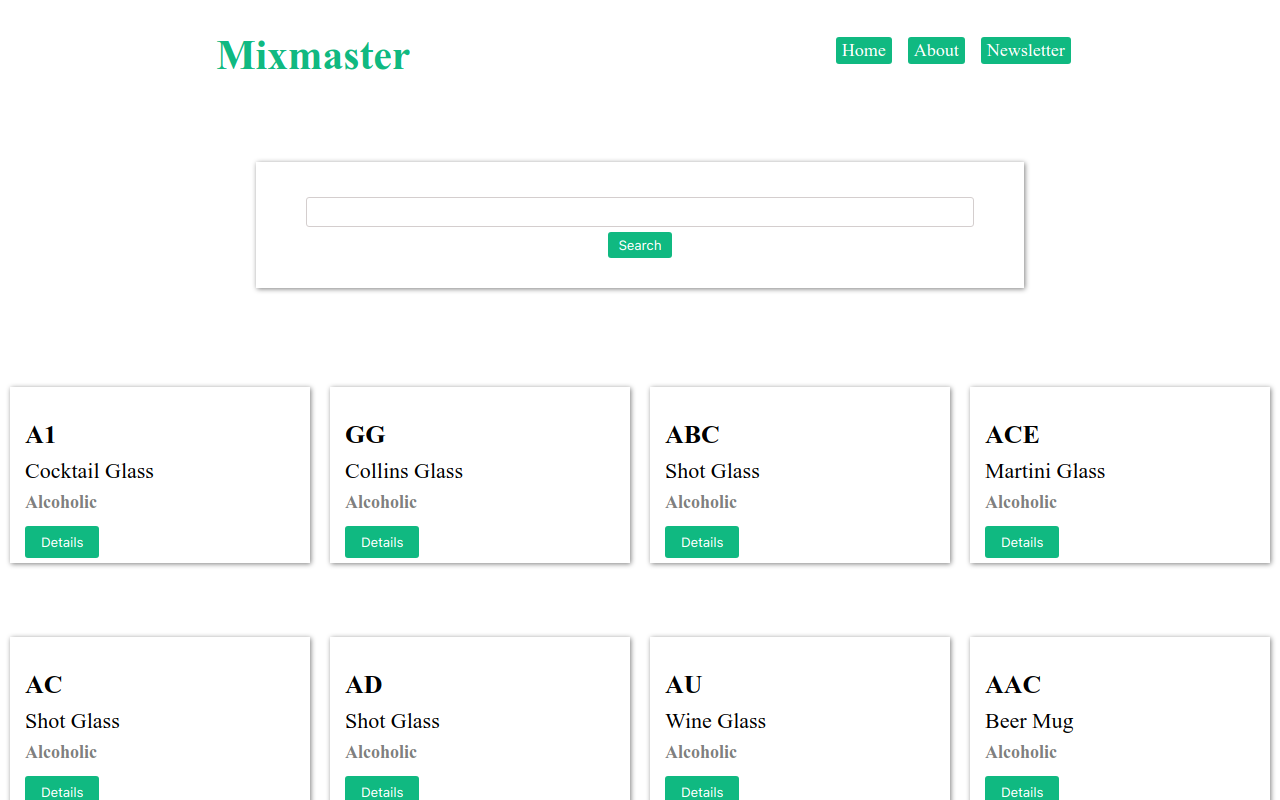 Mixmaster
Home About Newsletter
Search
A1 GG ABC ACE
Cocktail Glass Collins Glass Shot Glass Martini Glass
Alcoholic Alcoholic Alcoholic Alcoholic
Details Details Details Details
AC AD AU AAC
Shot Glass Shot Glass Wine Glass Beer Mug
Alcoholic Alcoholic Alcoholic Alcoholic
Details Details Details Details